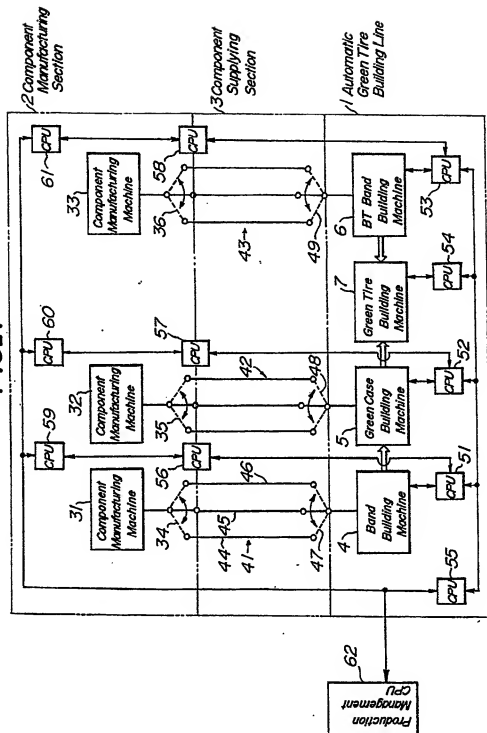 2 Component
Manufacturing
Section
3 Component
Supplying
Section
1 Automatic
Green Tire
Building Line
CPU 59
CPU 60
61 CPU
31 Component
Manufacturing
Machine
32 Component
Manufacturing
Machine
33 Component
Manufacturing
Machine
34
35
36
56 CPU
CPU 57
58 CPU
44
45
46
41
42
43
47
48
49
4 Band
Building
Machine
5 Green Case
Building
Machine
7 Green Tire
Building
Machine
6 BT Band
Building
Machine
CPU 55
CPU 51
CPU 52
CPU 54
CPU 53
62
Production
Management
CPU